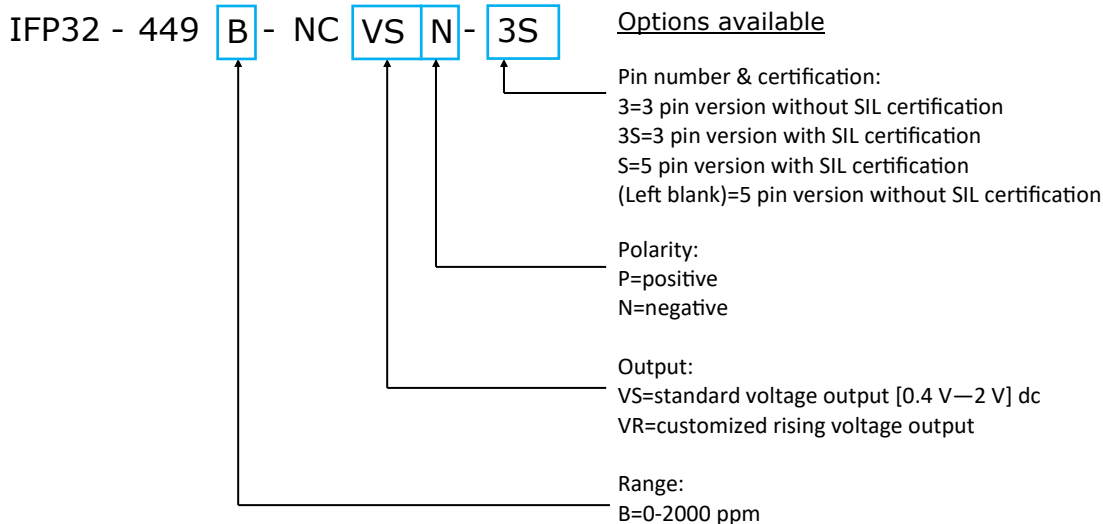 IFP32 - 449 B - NC VS N - 3S
Options available
Pin number & certification:
3=3 pin version without SIL certification
3S=3 pin version with SIL certification
S=5 pin version with SIL certification
(Left blank)=5 pin version without SIL certification
Polarity:
P=positive
N=negative
Output:
VS=standard voltage output [0.4 V—2 V] dc
VR=customized rising voltage output
Range:
B=0-2000 ppm